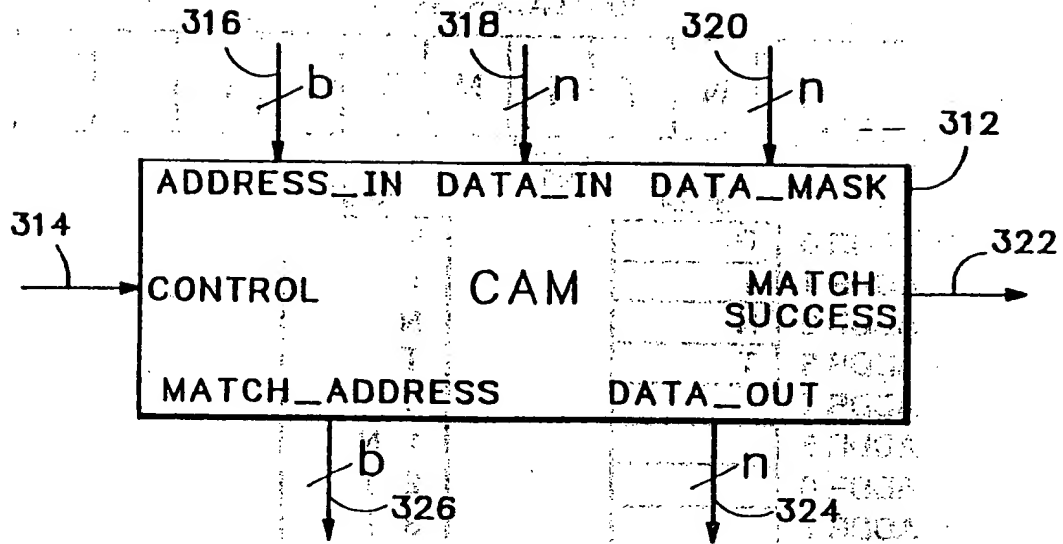 316 318 320
b n n
312
ADDRESS_IN DATA_IN DATA_MASK
314 322
CONTROL CAM MATCH SUCCESS
MATCH_ADDRESS DATA_OUT
b n
326 324